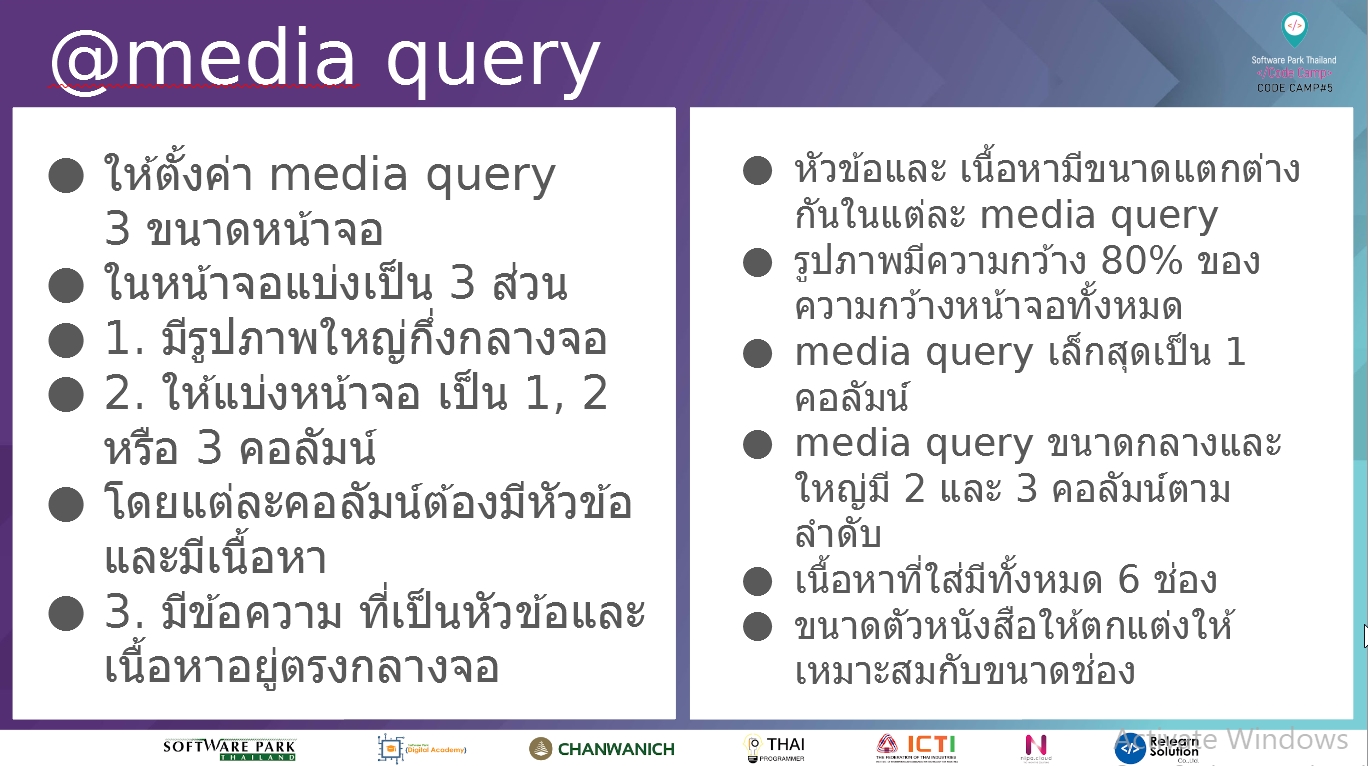 @media query
Software Park Thailand
</Code Camp>
CODE CAMP#5
● ให้ตั้งค่า media query
3 ขนาดหน้าจอ
● ในหน้าจอแบ่งเป็น 3 ส่วน
● 1. มีรูปภาพใหญ่กึ่งกลางจอ
● 2. ให้แบ่งหน้าจอ เป็น 1, 2
หรือ 3 คอลัมน์
● โดยแต่ละคอลัมน์ต้องมีหัวข้อ
และมีเนื้อหา
● 3. มีข้อความ ที่เป็นหัวข้อและ
เนื้อหาอยู่ตรงกลางจอ
● หัวข้อและ เนื้อหามีขนาดแตกต่าง
กันในแต่ละ media query
● รูปภาพมีความกว้าง 80% ของ
ความกว้างหน้าจอทั้งหมด
● media query เล็กสุดเป็น 1
คอลัมน์
● media query ขนาดกลางและ
ใหญ่มี 2 และ 3 คอลัมน์ตาม
ลำดับ
● เนื้อหาที่ใส่มีทั้งหมด 6 ช่อง
● ขนาดตัวหนังสือให้ตกแต่งให้
เหมาะสมกับขนาดช่อง
SOFTWARE PARK
THAILAND
(Digital Academy)
CHANWANICH
THAI
PROGRAMMER
ICTI
THE FEDERATION OF THAI INDUSTRIES
nipa.cloud
Relearn
Solution
Co.,Ltd.
Activate Windows